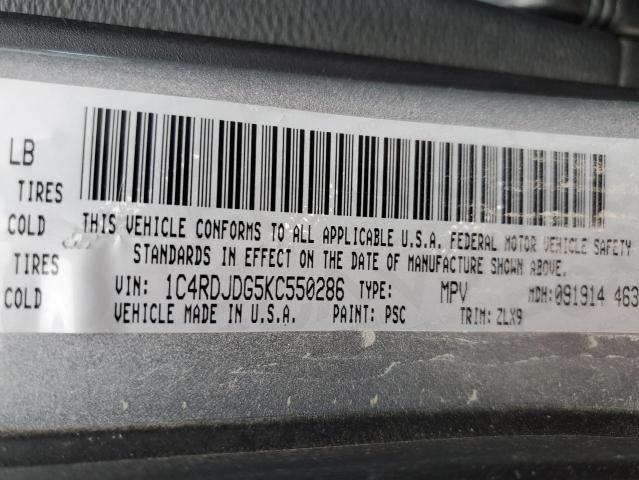 LB
TIRES
COLD THIS VEHICLE CONFORMS TO ALL APPLICABLE U.S.A. FEDERAL MOTOR VEHICLE SAFETY
TIRES STANDARDS IN EFFECT ON THE DATE OF MANUFACTURE SHOWN ABOVE.
COLD VIN: 1C4RDJDG5KC550286 TYPE: MPV MDH:091914 463
VEHICLE MADE IN U.S.A. PAINT: PSC TRIM: ZLX9